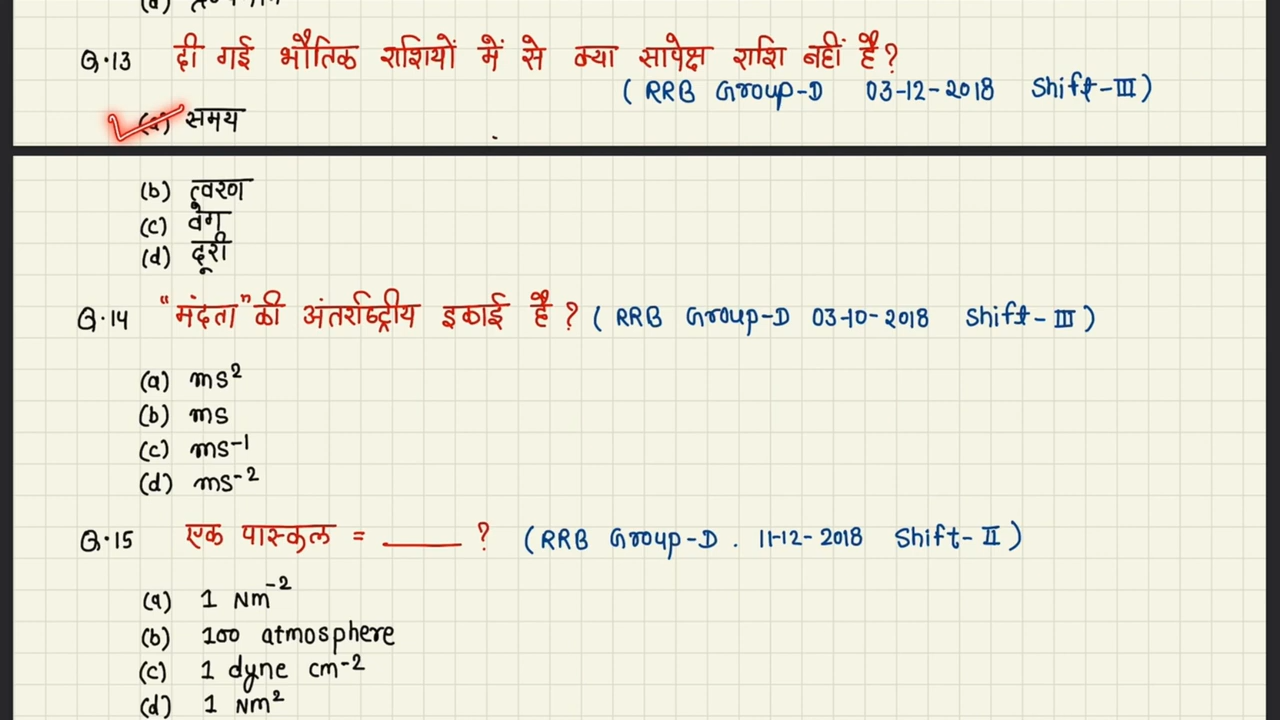 Q.13 दी गई भौतिक राशियों में से क्या सापेक्ष राशि नहीं है?
(RRB Group-D 03-12-2018 Shift-III)
(a) समय
(b) त्वरण
(c) वेग
(d) दूरी
Q.14 "मंदता" की अंतर्राष्ट्रीय इकाई है? (RRB Group-D 03-10-2018 Shift-III)
(a) ms²
(b) ms
(c) ms⁻¹
(d) ms⁻²
Q.15 एक पास्कुल = _____ ? (RRB Group-D. 11-12-2018 Shift-II)
(a) 1 Nm⁻²
(b) 100 atmosphere
(c) 1 dyne cm⁻²
(d) 1 Nm²